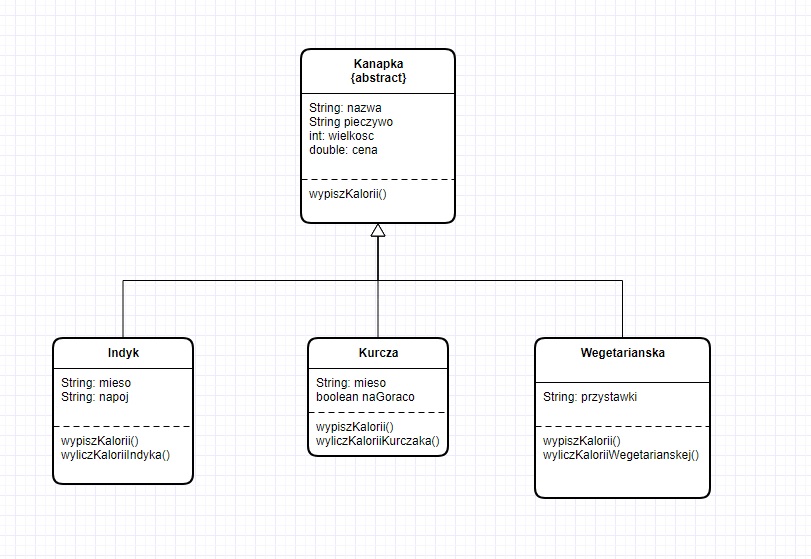 Kanapka
{abstract}
String: nazwa
String pieczywo
int: wielkosc
double: cena
wypiszKalorii()
Indyk
String: mieso
String: napoj
wypiszKalorii()
wyliczKaloriiIndyka()
Kurcza
String: mieso
boolean naGoraco
wypiszKalorii()
wyliczKaloriiKurczaka()
Wegetarianska
String: przystawki
wypiszKalorii()
wyliczKaloriiWegetarianskej()